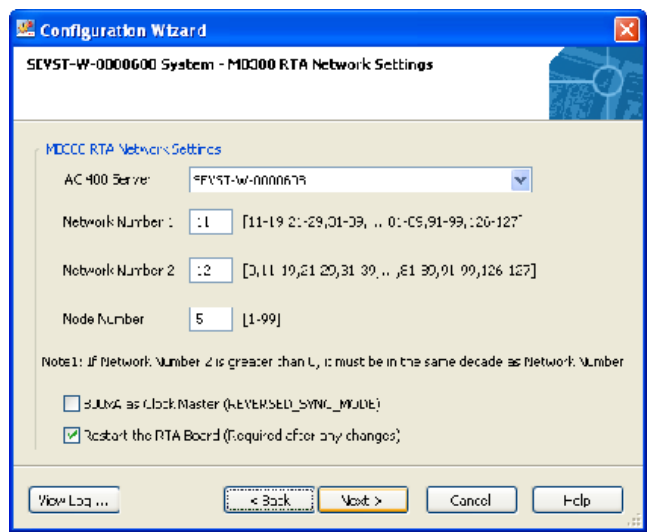 Configuration Wizard
SEVST-W-0000600 System - MB300 RTA Network Settings
RTA Network Settings
AC 400 Server
Network Number 1 11
Network Number 2 12
Node Number 5 [1-99]
Note1: If Network Number 2 is greater than 0, it must be in the same decade as Network Number
800xA as Clock Master (REVERSED_SYNC_MODE)
Restart the RTA Board (Required after any changes)
View Log ... < Back Next > Cancel Help